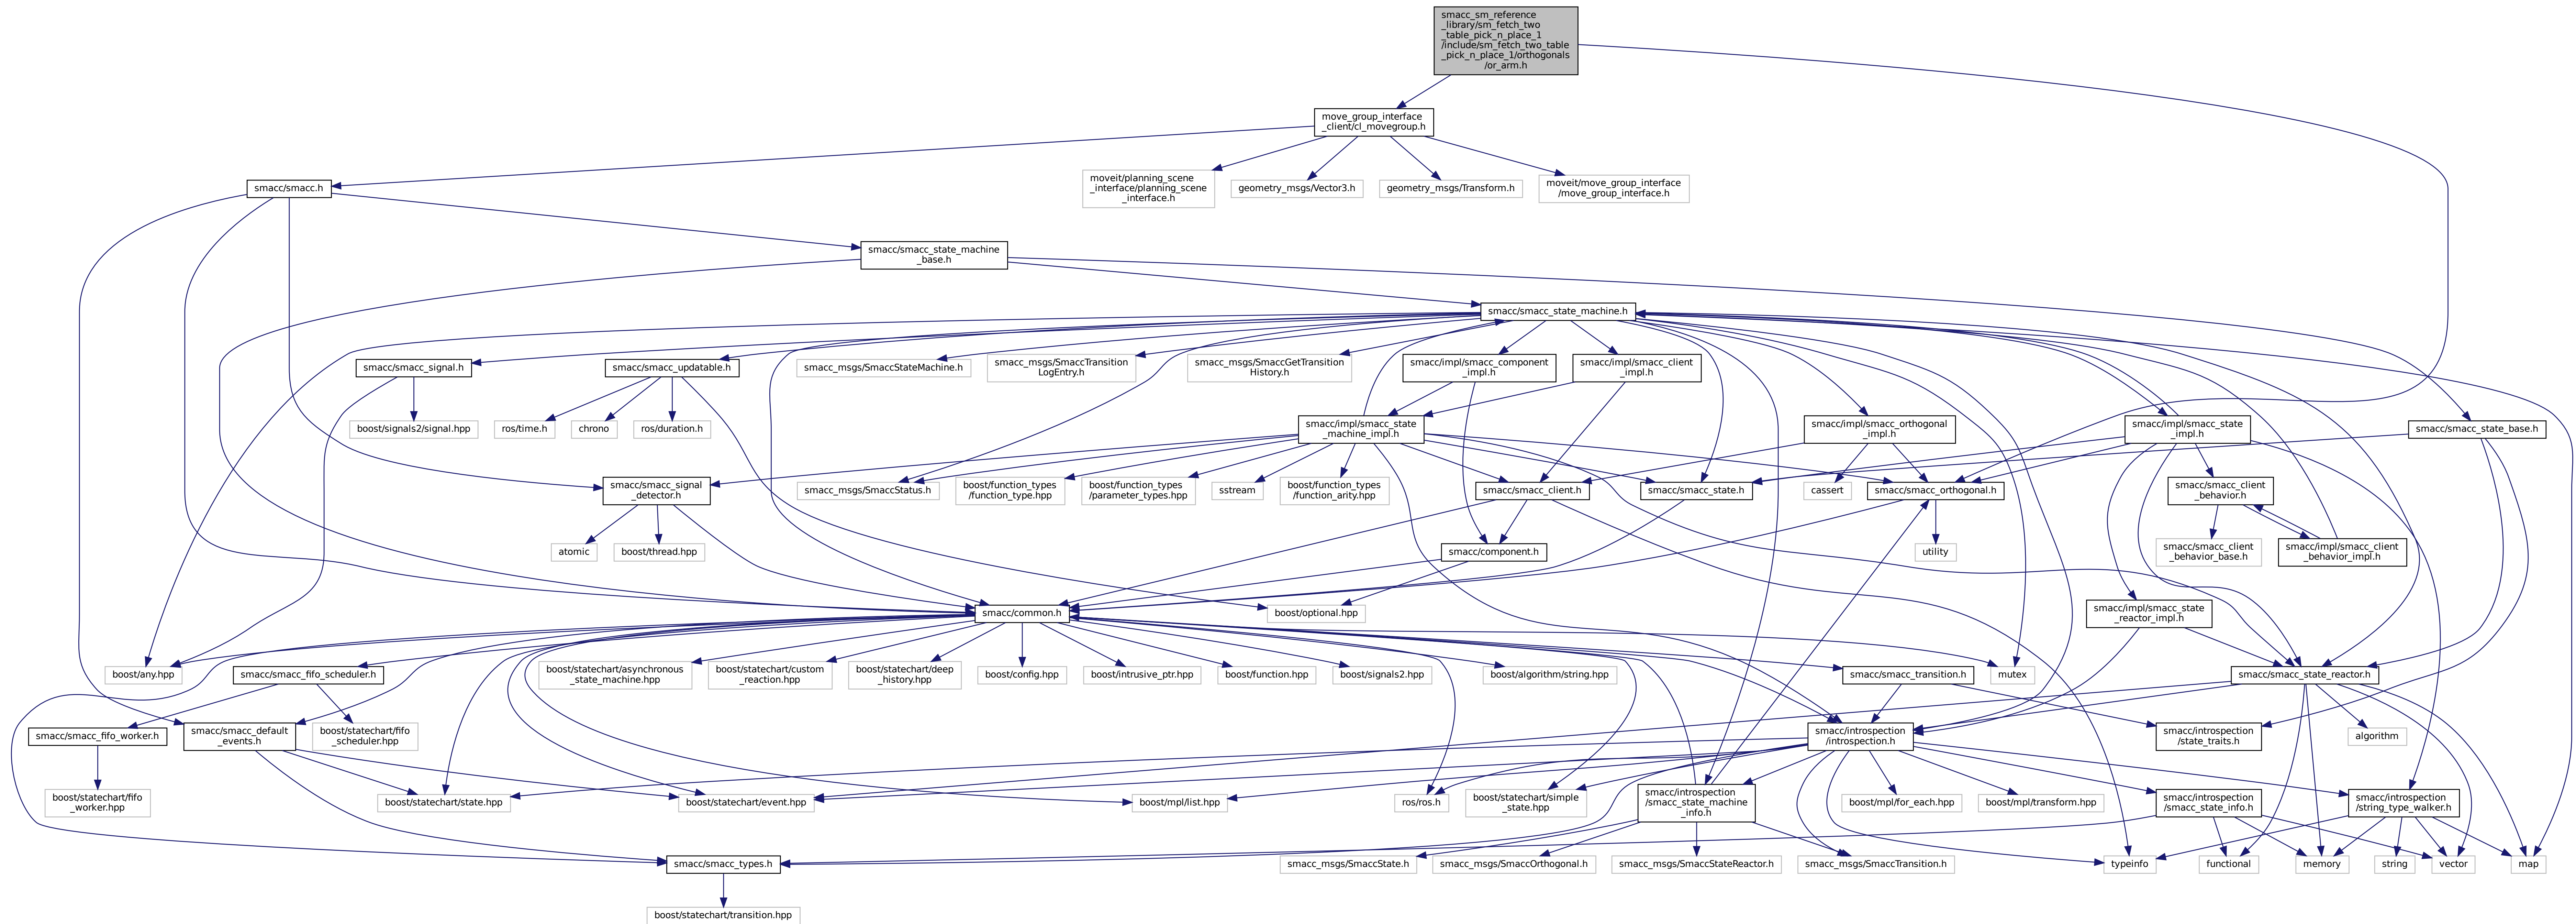 smacc_sm_reference
_library/sm_fetch_two
_table_pick_n_place_1
/include/sm_fetch_two_table
_pick_n_place_1/orthogonals
/or_arm.h
move_group_interface
_client/cl_movegroup.h
smacc/smacc.h
moveit/planning_scene
_interface/planning_scene
_interface.h
geometry_msgs/Vector3.h
geometry_msgs/Transform.h
moveit/move_group_interface
/move_group_interface.h
smacc/smacc_state_machine
_base.h
smacc/smacc_state_machine.h
smacc/smacc_signal.h
smacc/smacc_updatable.h
smacc_msgs/SmaccStateMachine.h
smacc_msgs/SmaccTransition
LogEntry.h
smacc_msgs/SmaccGetTransition
History.h
smacc/impl/smacc_component
_impl.h
smacc/impl/smacc_client
_impl.h
boost/signals2/signal.hpp
ros/time.h
chrono
ros/duration.h
smacc/impl/smacc_state
_machine_impl.h
smacc/impl/smacc_orthogonal
_impl.h
smacc/impl/smacc_state
_impl.h
smacc/smacc_state_base.h
smacc/smacc_signal
_detector.h
smacc_msgs/SmaccStatus.h
boost/function_types
/function_type.hpp
boost/function_types
/parameter_types.hpp
sstream
boost/function_types
/function_arity.hpp
smacc/smacc_client.h
smacc/smacc_state.h
cassert
smacc/smacc_orthogonal.h
smacc/smacc_client
_behavior.h
atomic
boost/thread.hpp
smacc/component.h
utility
smacc/smacc_client
_behavior_base.h
smacc/impl/smacc_client
_behavior_impl.h
smacc/common.h
boost/optional.hpp
smacc/impl/smacc_state
_reactor_impl.h
boost/any.hpp
smacc/smacc_fifo_scheduler.h
boost/statechart/asynchronous
_state_machine.hpp
boost/statechart/custom
_reaction.hpp
boost/statechart/deep
_history.hpp
boost/config.hpp
boost/intrusive_ptr.hpp
boost/function.hpp
boost/signals2.hpp
boost/algorithm/string.hpp
smacc/smacc_transition.h
mutex
smacc/smacc_state_reactor.h
smacc/smacc_fifo_worker.h
smacc/smacc_default
_events.h
boost/statechart/fifo
_scheduler.hpp
smacc/introspection
/introspection.h
smacc/introspection
/state_traits.h
algorithm
boost/statechart/fifo
_worker.hpp
boost/statechart/state.hpp
boost/statechart/event.hpp
boost/mpl/list.hpp
ros/ros.h
boost/statechart/simple
_state.hpp
smacc/introspection
/smacc_state_machine
_info.h
boost/mpl/for_each.hpp
boost/mpl/transform.hpp
smacc/introspection
/smacc_state_info.h
smacc/introspection
/string_type_walker.h
smacc/smacc_types.h
smacc_msgs/SmaccState.h
smacc_msgs/SmaccOrthogonal.h
smacc_msgs/SmaccStateReactor.h
smacc_msgs/SmaccTransition.h
typeinfo
functional
memory
string
vector
map
boost/statechart/transition.hpp